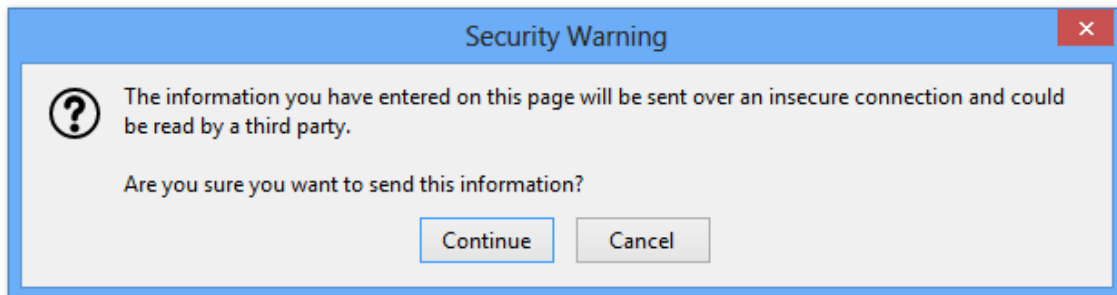 Security Warning
The information you have entered on this page will be sent over an insecure connection and could
be read by a third party.
Are you sure you want to send this information?
Continue Cancel